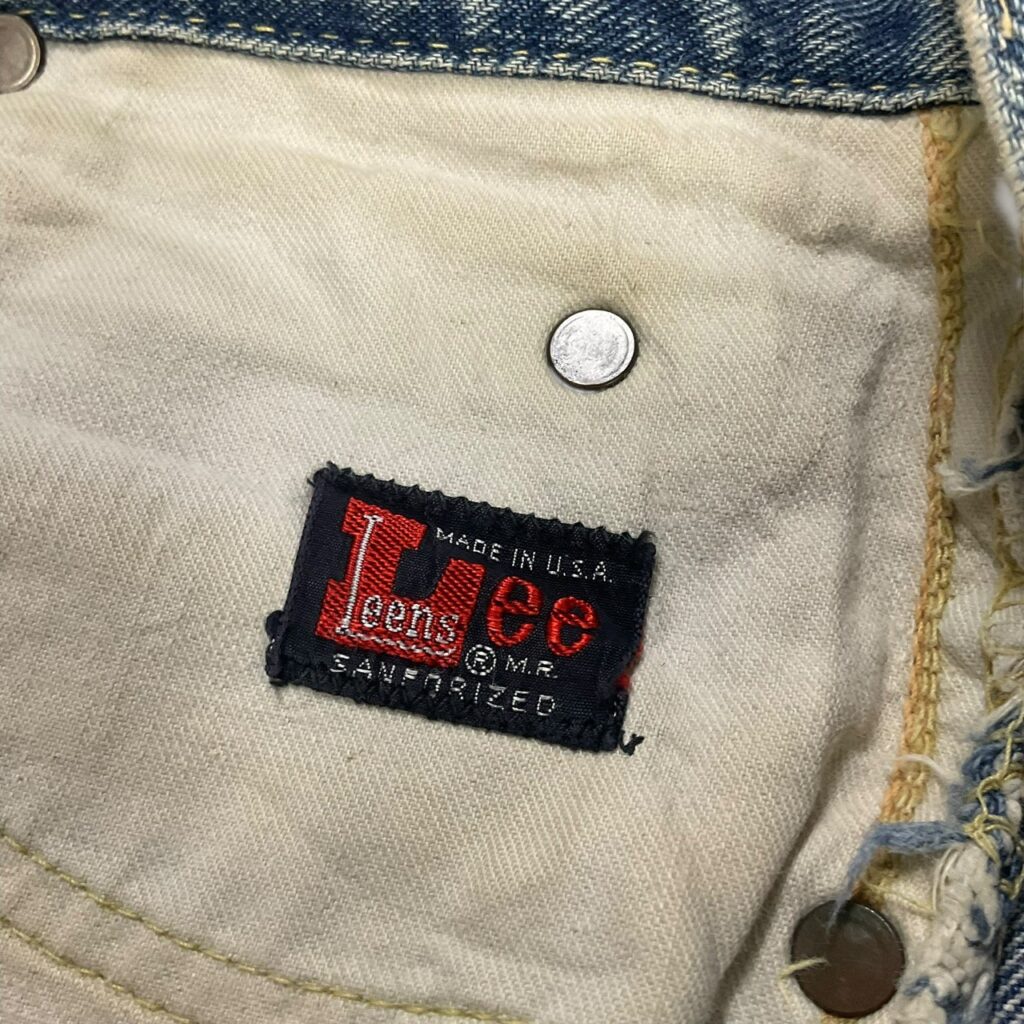 MADE IN U.S.A.
Lee
Leens
® M.R.
SANFORIZED